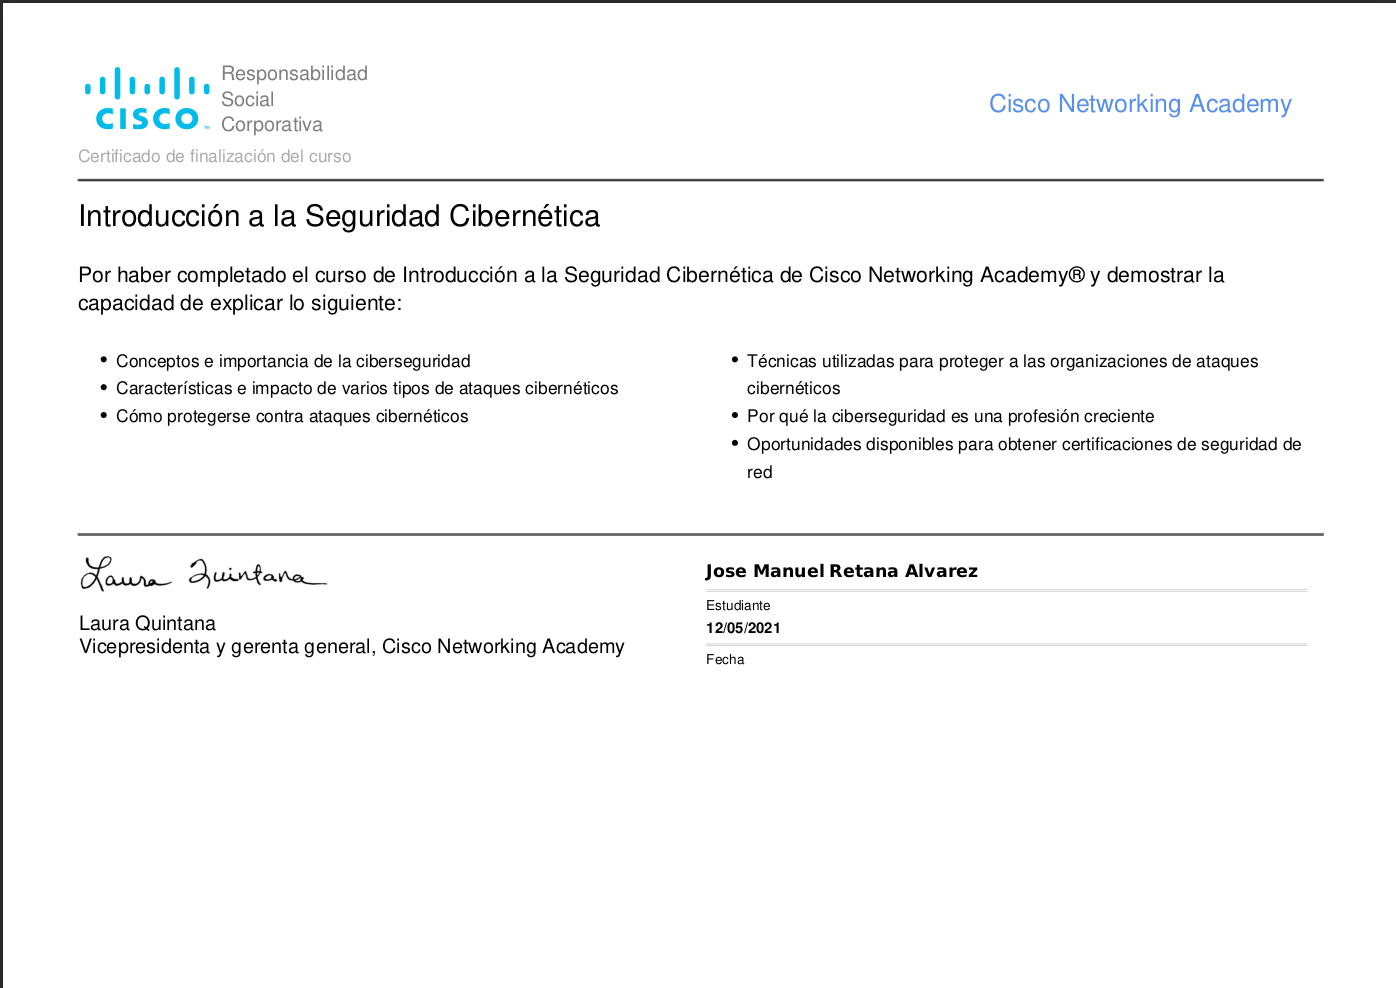 CISCO
Responsabilidad
Social
Corporativa
Cisco Networking Academy
Certificado de finalización del curso
Introducción a la Seguridad Cibernética
Por haber completado el curso de Introducción a la Seguridad Cibernética de Cisco Networking Academy® y demostrar la
capacidad de explicar lo siguiente:
• Conceptos e importancia de la ciberseguridad
• Características e impacto de varios tipos de ataques cibernéticos
• Cómo protegerse contra ataques cibernéticos
• Técnicas utilizadas para proteger a las organizaciones de ataques
cibernéticos
• Por qué la ciberseguridad es una profesión creciente
• Oportunidades disponibles para obtener certificaciones de seguridad de
red
Laura Quintana
Laura Quintana
Vicepresidenta y gerenta general, Cisco Networking Academy
Jose Manuel Retana Alvarez
Estudiante
12/05/2021
Fecha